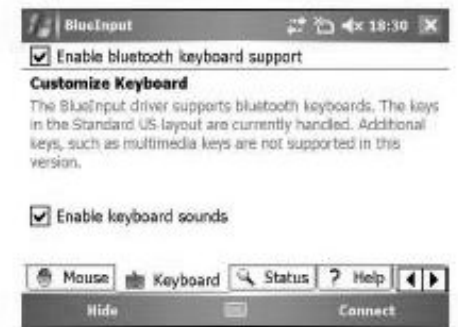 BlueInput 18:30
Enable bluetooth keyboard support
Customize Keyboard
The BlueInput driver supports bluetooth keyboards. The keys
in the Standard US layout are currently handled. Additional
keys, such as multimedia keys are not supported in this
version.
Enable keyboard sounds
Mouse Keyboard Status ? Help
Hide Connect